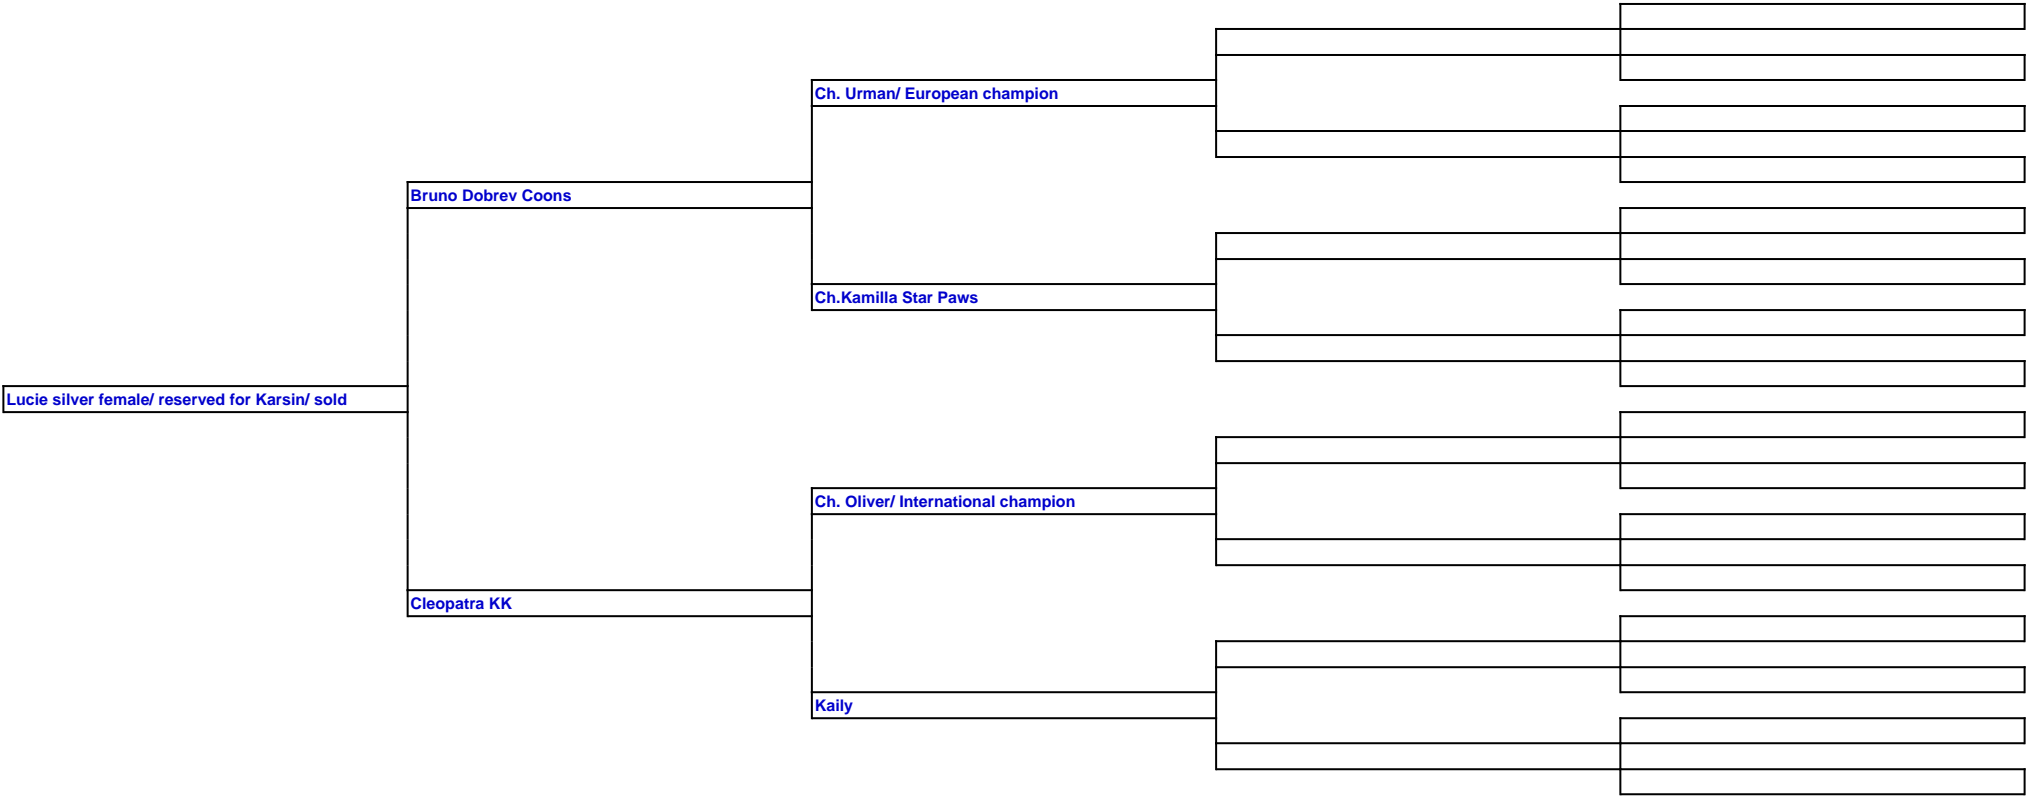 Ch. Urman/ European champion
Bruno Dobrev Coons
Ch.Kamilla Star Paws
Lucie silver female/ reserved for Karsin/ sold
Ch. Oliver/ International champion
Cleopatra KK
Kaily